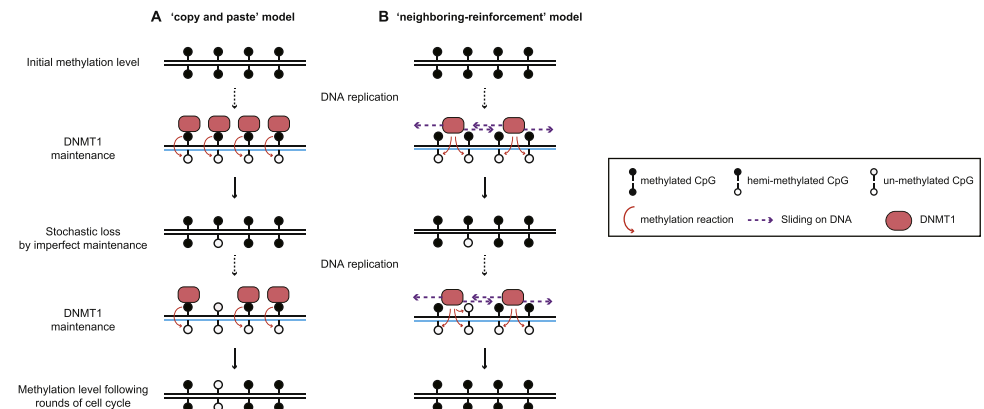 A 'copy and paste' model
B 'neighboring-reinforcement' model
Initial methylation level
DNA replication
DNMT1
maintenance
Stochastic loss
by imperfect maintenance
DNA replication
DNMT1
maintenance
Methylation level following
rounds of cell cycle
methylated CpG
hemi-methylated CpG
un-methylated CpG
methylation reaction
Sliding on DNA
DNMT1